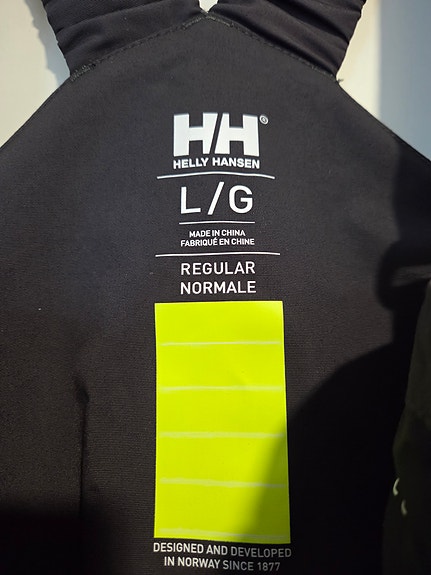 HH®
HELLY HANSEN
L/G
MADE IN CHINA
FABRIQUÉ EN CHINE
REGULAR
NORMALE
DESIGNED AND DEVELOPED
IN NORWAY SINCE 1877